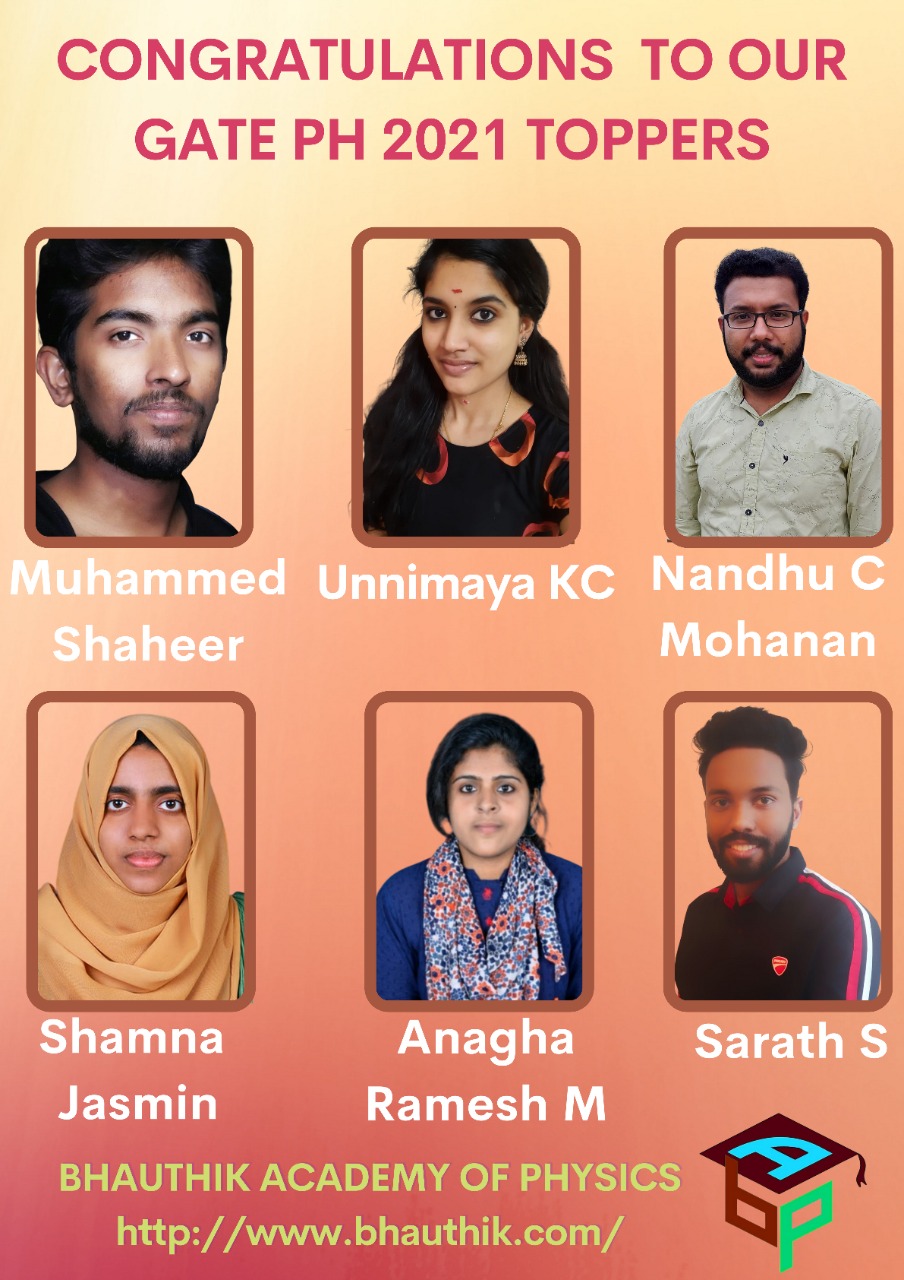 CONGRATULATIONS TO OUR
GATE PH 2021 TOPPERS
Muhammed
Shaheer
Unnimaya KC
Nandhu C
Mohanan
Shamna
Jasmin
Anagha
Ramesh M
Sarath S
BHAUTHIK ACADEMY OF PHYSICS
http://www.bhauthik.com/
A
b P